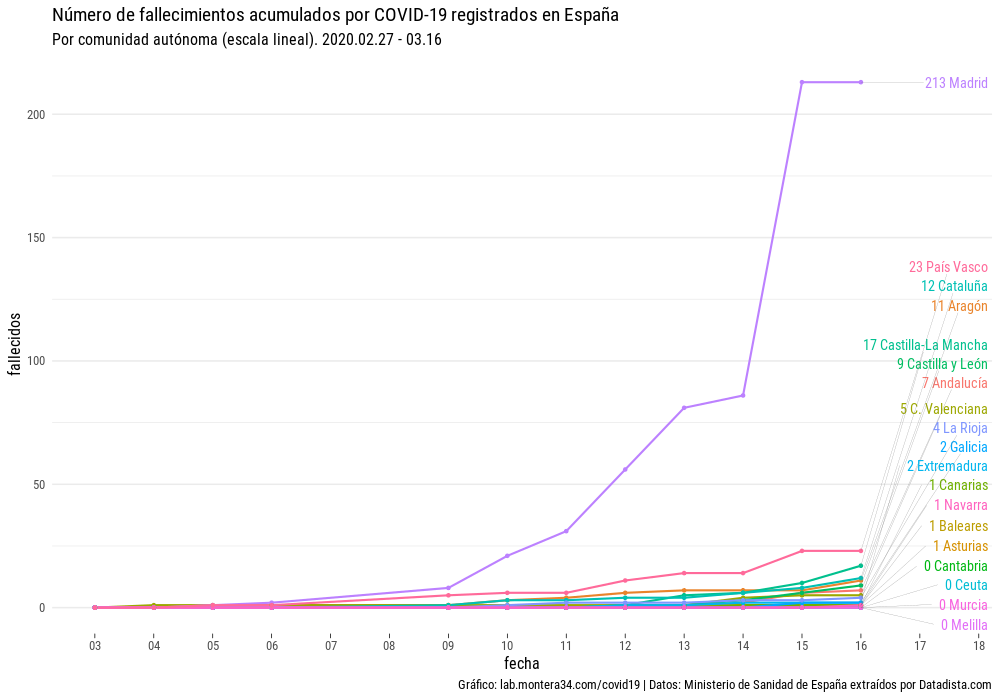 Número de fallecimientos acumulados por COVID-19 registrados en España
Por comunidad autónoma (escala lineal). 2020.02.27 - 03.16
fallecidos
200
150
100
50
0
213 Madrid
23 País Vasco
12 Cataluña
11 Aragón
17 Castilla-La Mancha
9 Castilla y León
7 Andalucía
5 C. Valenciana
4 La Rioja
2 Galicia
2 Extremadura
1 Canarias
1 Navarra
1 Baleares
1 Asturias
0 Cantabria
0 Ceuta
0 Murcia
0 Melilla
03 04 05 06 07 08 09 10 11 12 13 14 15 16 17 18
fecha
Gráfico: lab.montera34.com/covid19 | Datos: Ministerio de Sanidad de España extraídos por Datadista.com